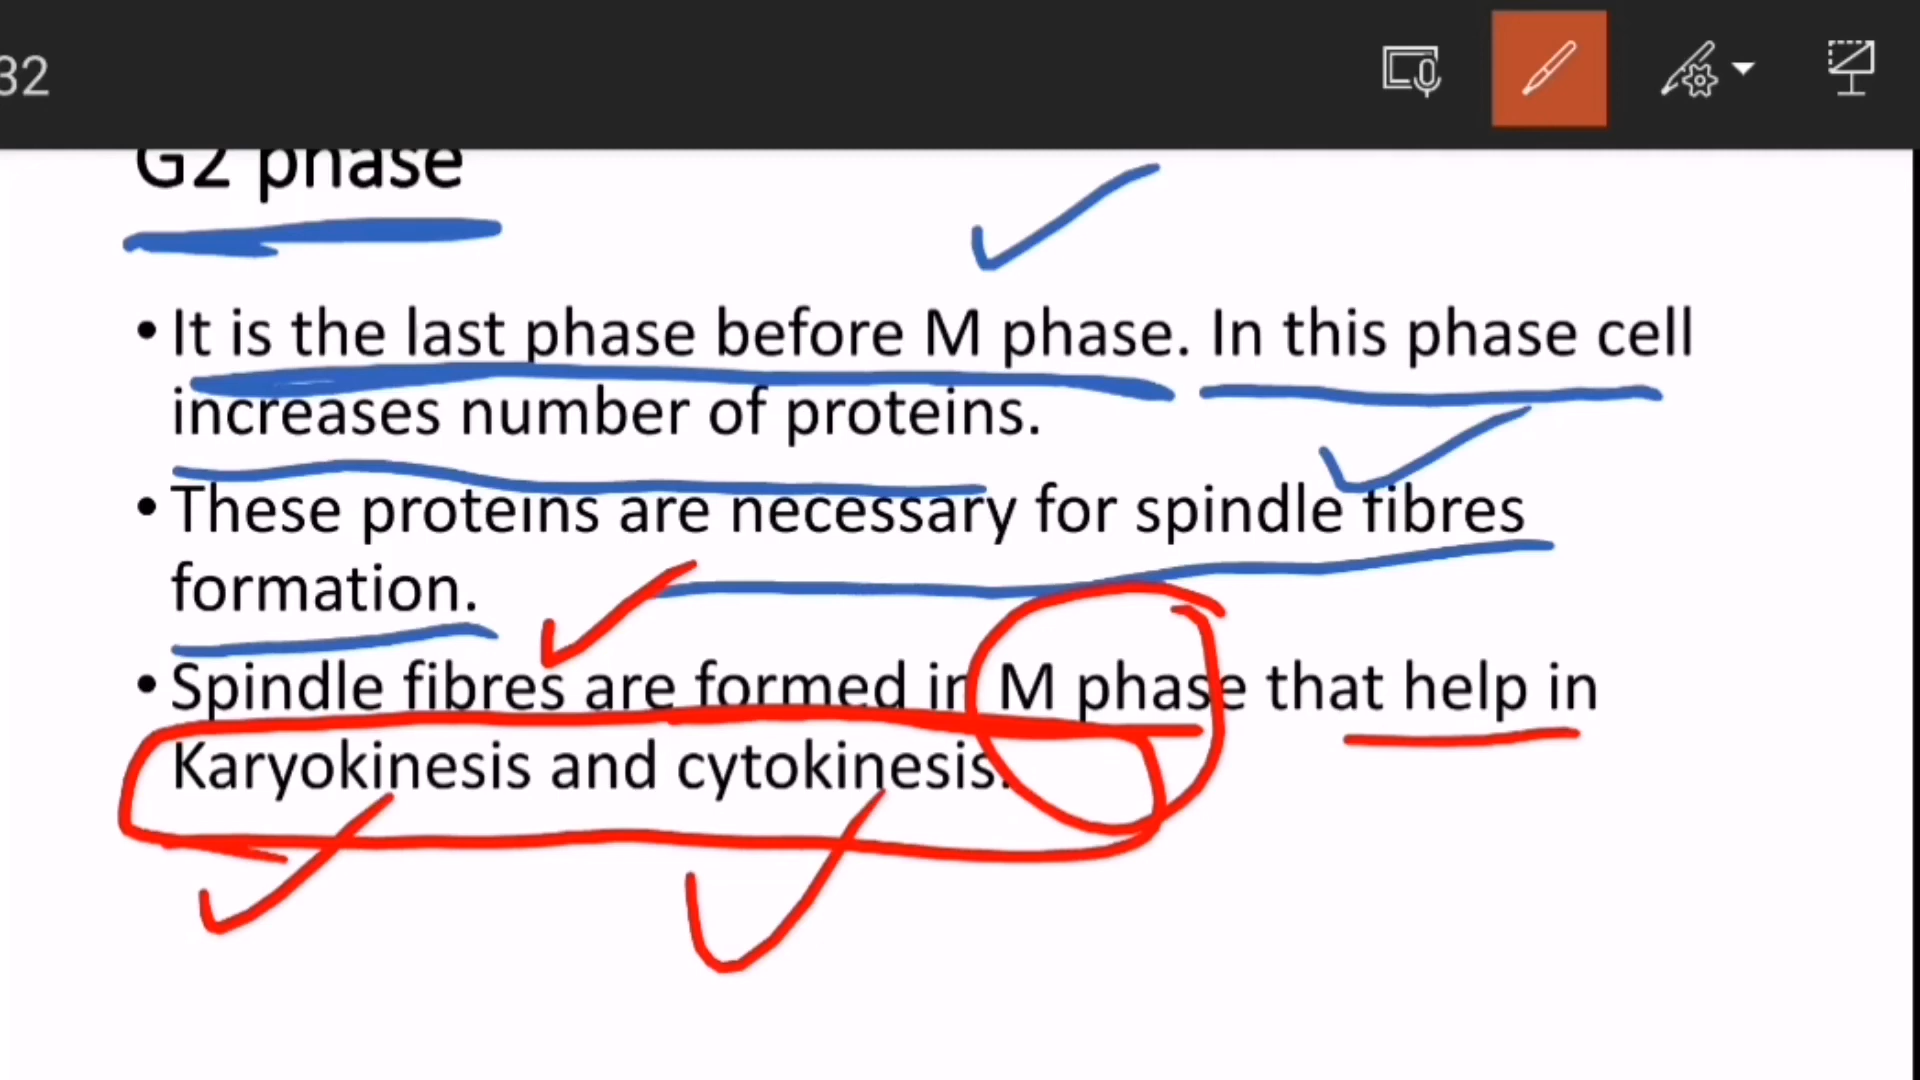 32
G2 phase
• It is the last phase before M phase. In this phase cell
increases number of proteins.
• These proteins are necessary for spindle fibres
formation.
• Spindle fibres are formed in M phase that help in
Karyokinesis and cytokinesis.